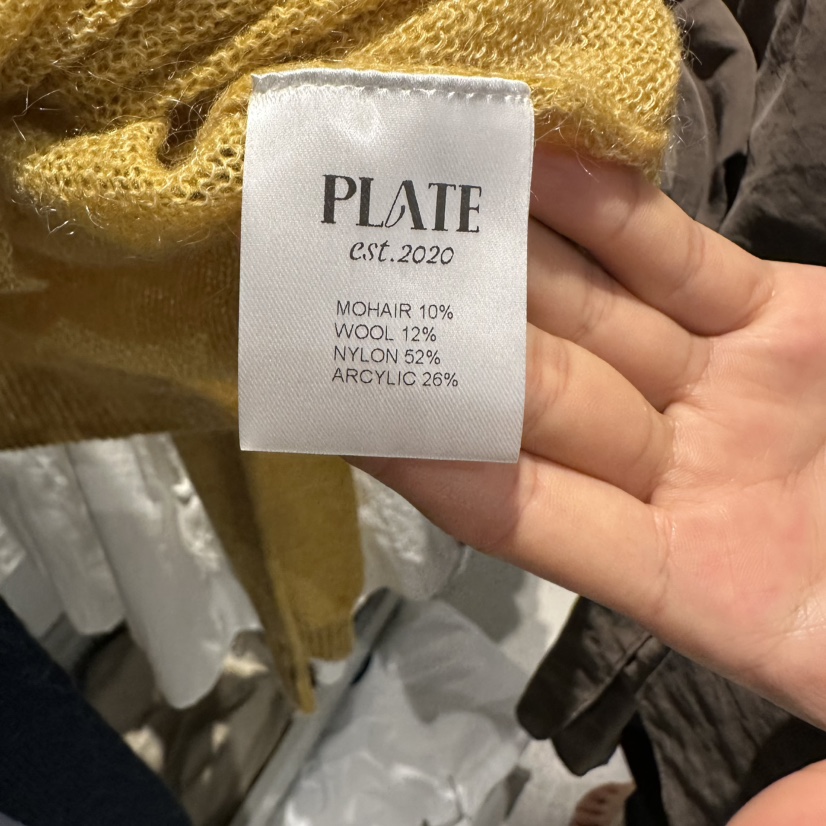 PLATE
est.2020
MOHAIR 10%
WOOL 12%
NYLON 52%
ARCYLIC 26%